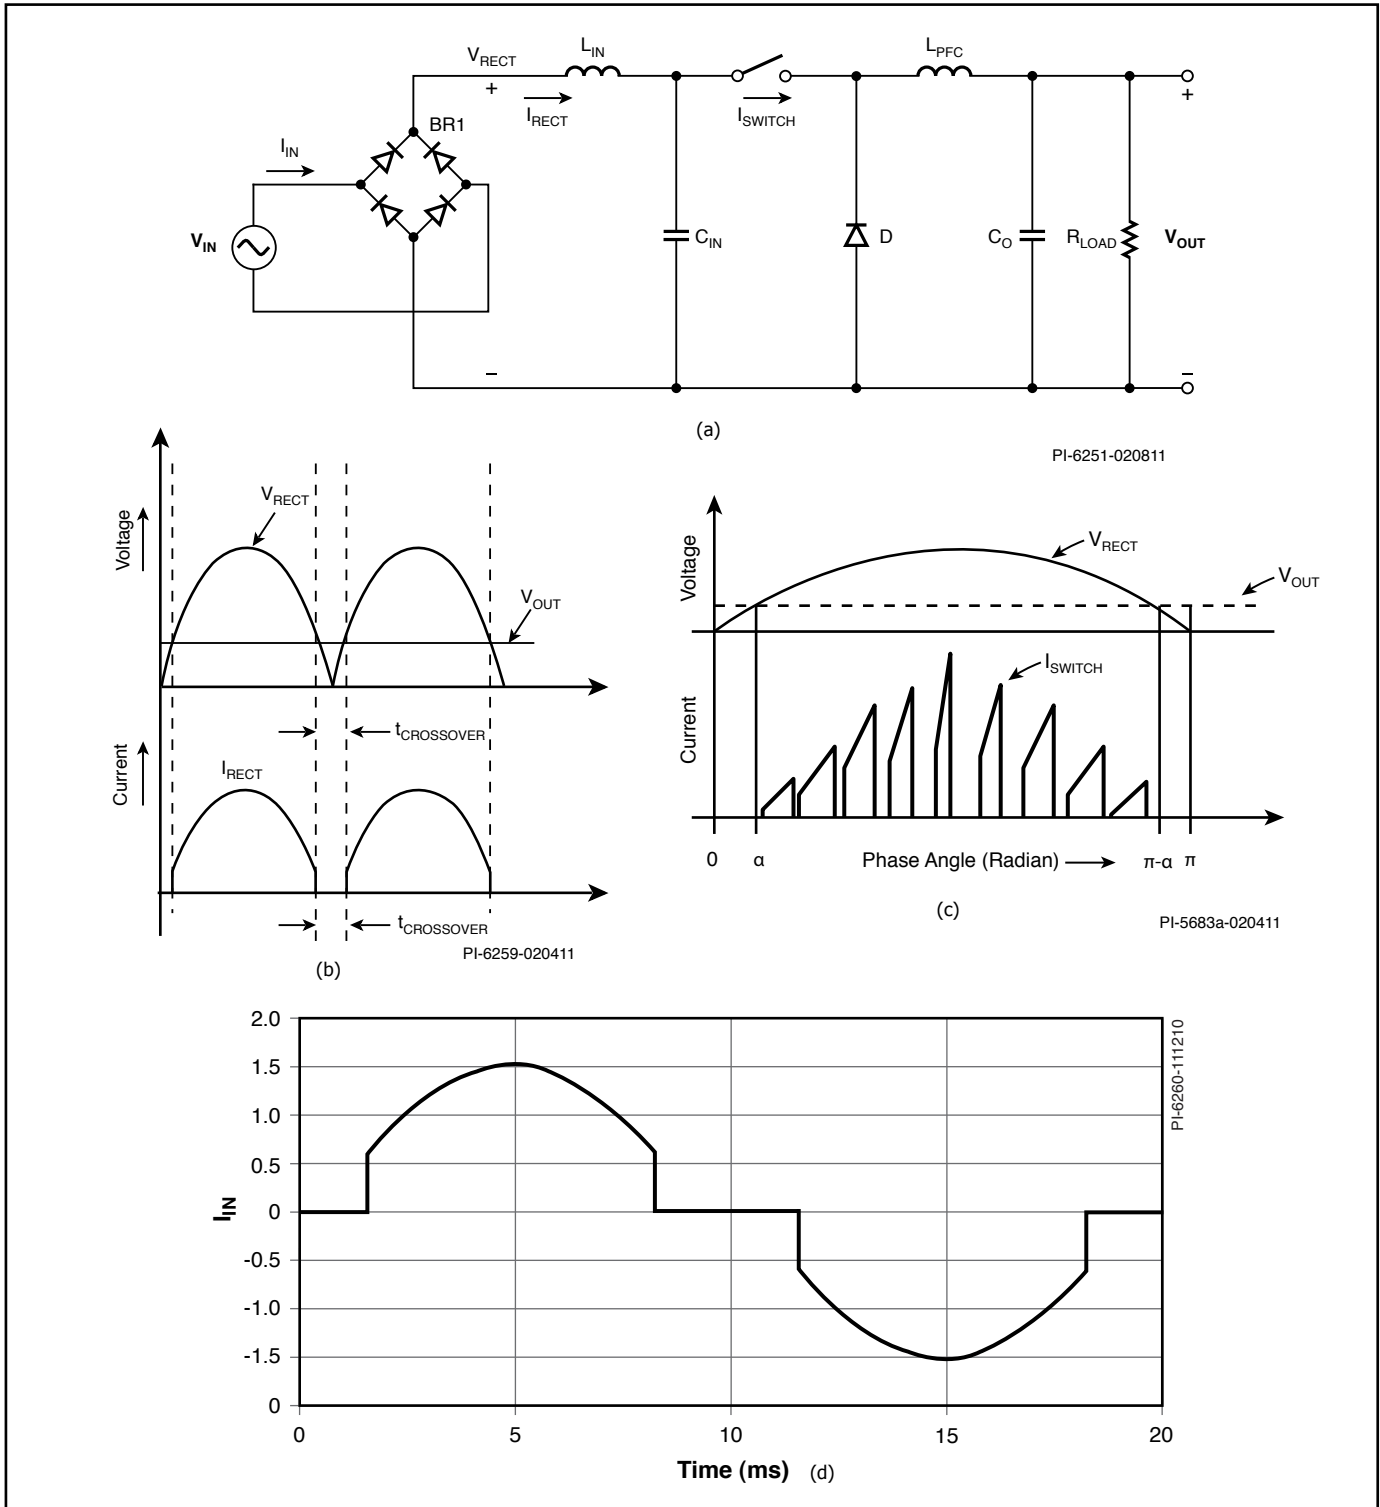 V_RECT
+
L_IN
I_RECT
I_SWITCH
L_PFC
+
BR1
I_IN
V_IN
C_IN
D
C_O
R_LOAD
V_OUT
–
–
(a)
PI-6251-020811
Voltage
V_RECT
V_OUT
t_CROSSOVER
Current
I_RECT
t_CROSSOVER
PI-6259-020411
(b)
Voltage
V_RECT
V_OUT
Current
I_SWITCH
0 α Phase Angle (Radian) π-α π
(c)
PI-5683a-020411
2.0
1.5
1.0
0.5
0
-0.5
-1.0
-1.5
0
I_IN
PI-6260-111210
0 5 10 15 20
Time (ms) (d)